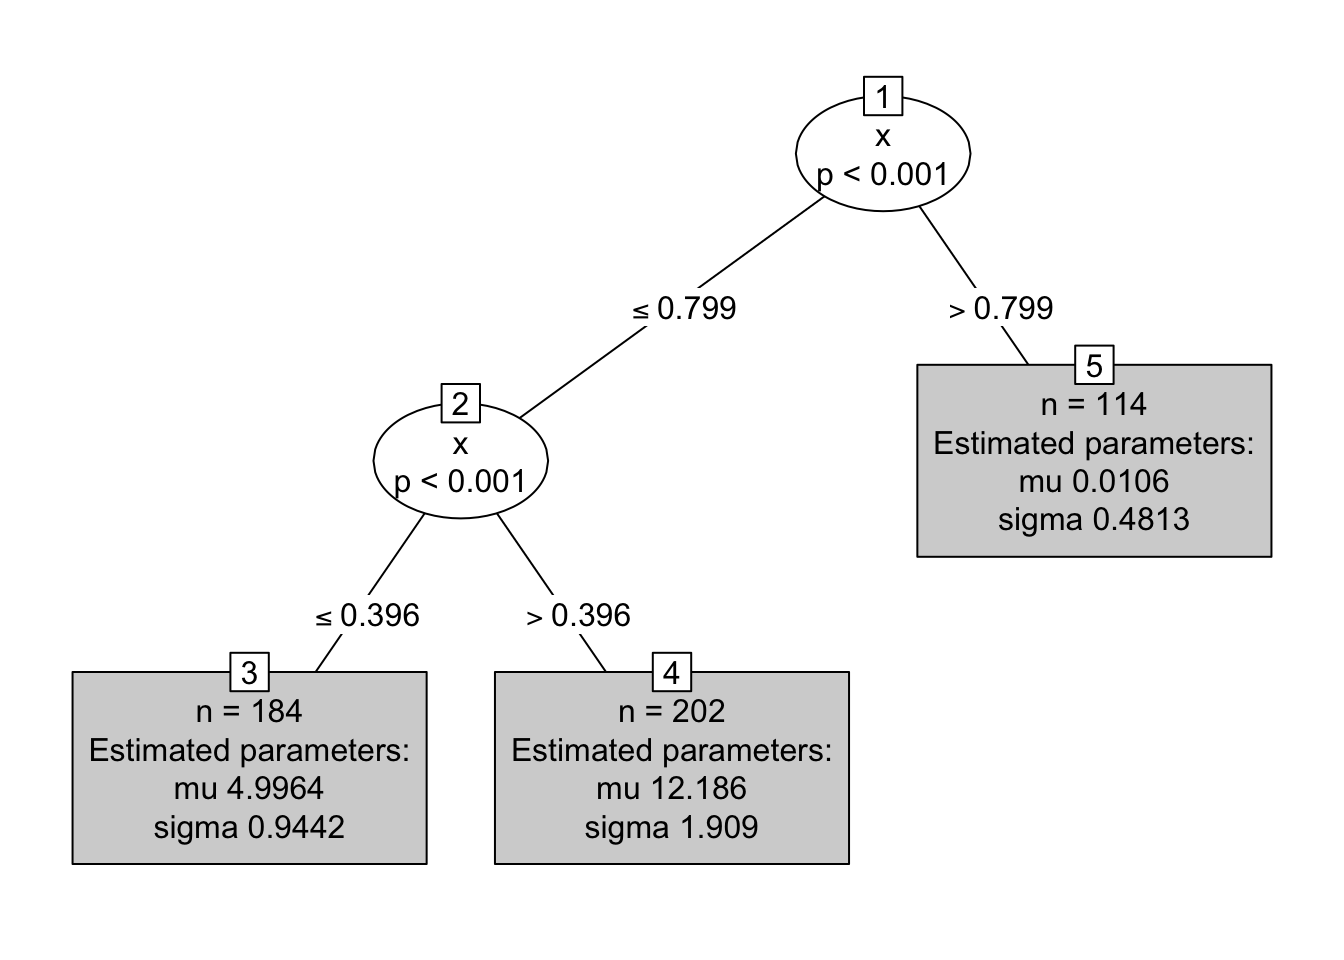 1
x
p < 0.001
≤ 0.799
> 0.799
2
x
p < 0.001
5
n = 114
Estimated parameters:
mu 0.0106
sigma 0.4813
≤ 0.396
> 0.396
3
n = 184
Estimated parameters:
mu 4.9964
sigma 0.9442
4
n = 202
Estimated parameters:
mu 12.186
sigma 1.909